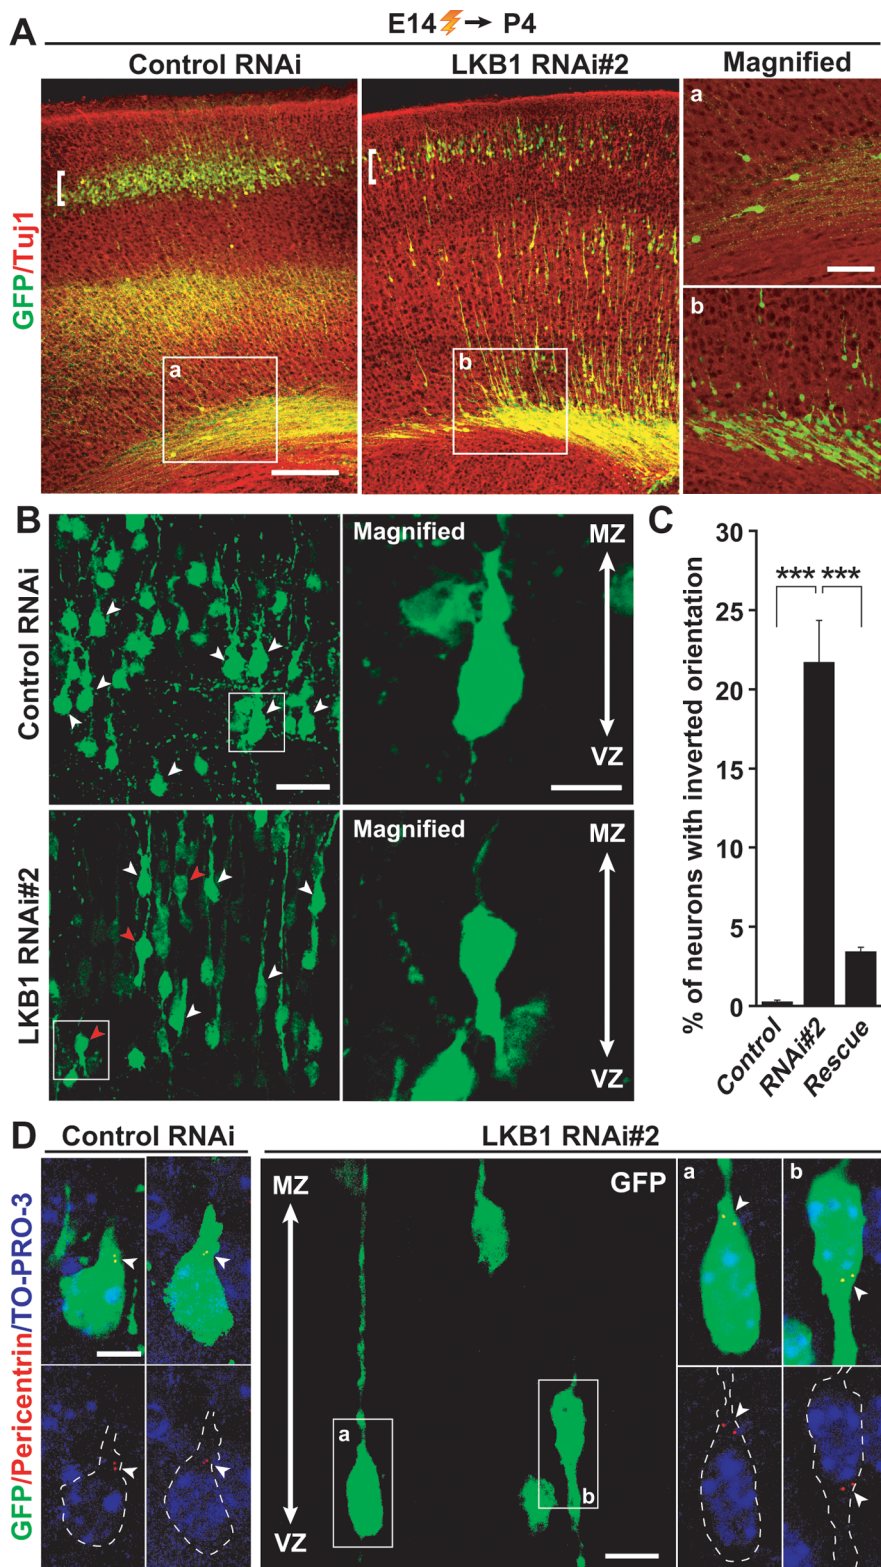 A
E14 → P4
Control RNAi
LKB1 RNAi#2
Magnified
GFP/Tuj1
a
b
a
b
B
Control RNAi
Magnified
MZ
VZ
LKB1 RNAi#2
Magnified
MZ
VZ
C
% of neurons with inverted orientation
30
25
20
15
10
5
0
*** ***
Control
RNAi#2
Rescue
D
Control RNAi
LKB1 RNAi#2
GFP/Pericentrin/TO-PRO-3
MZ
VZ
GFP
a
b
a
b